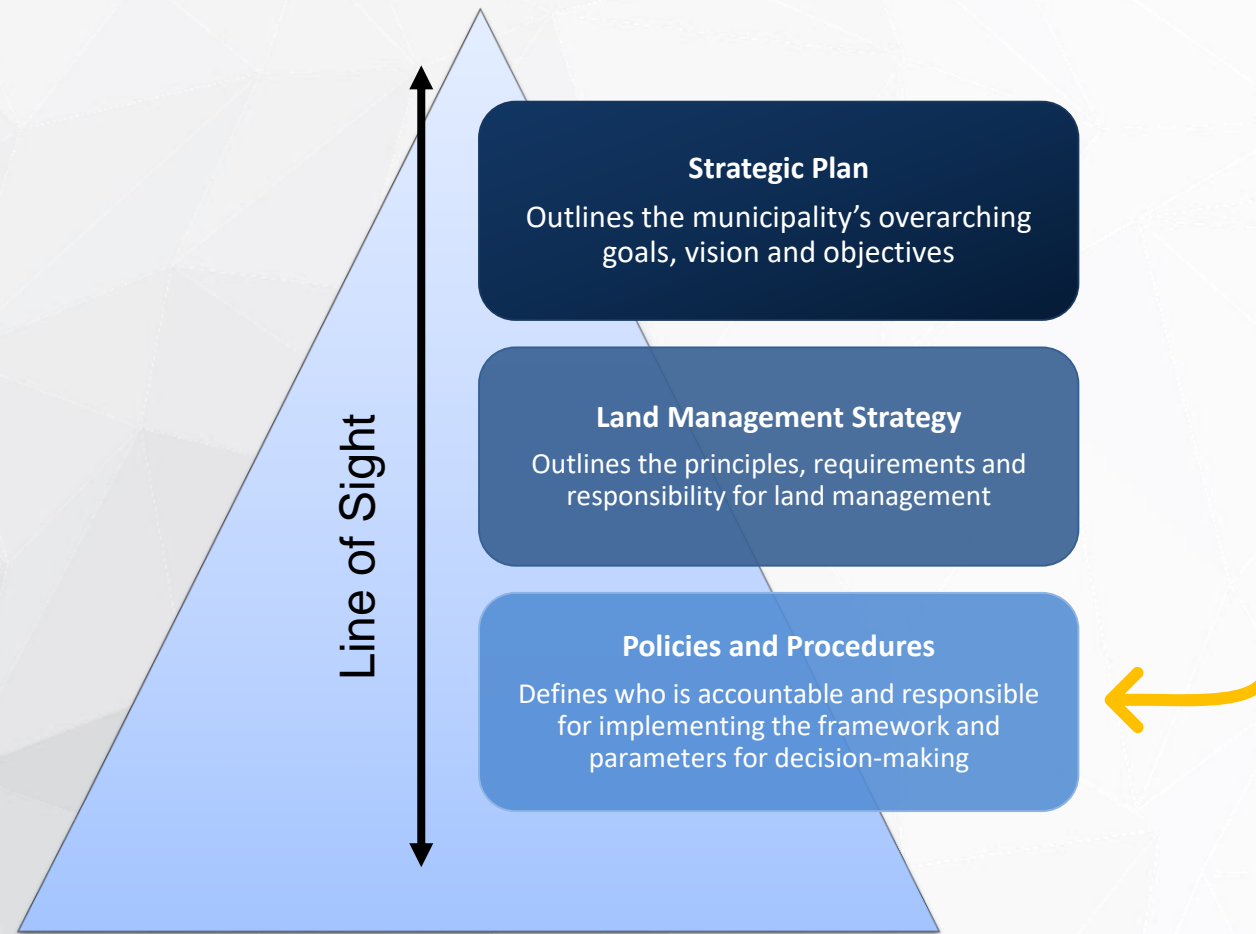 Line of Sight
Strategic Plan
Outlines the municipality’s overarching
goals, vision and objectives
Land Management Strategy
Outlines the principles, requirements and
responsibility for land management
Policies and Procedures
Defines who is accountable and responsible
for implementing the framework and
parameters for decision-making